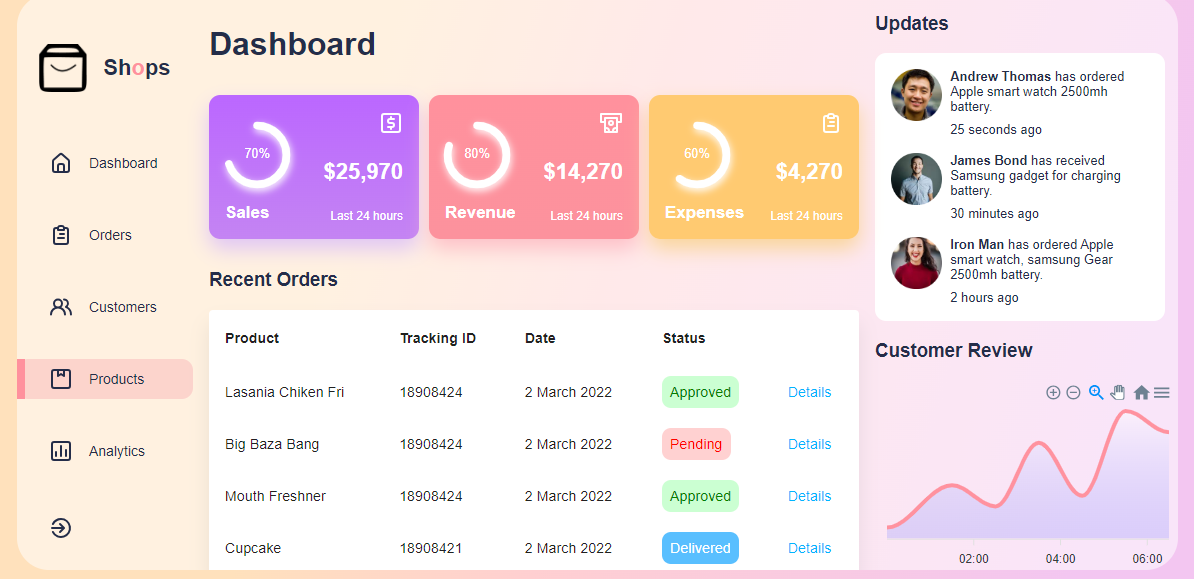 Shops
Dashboard
Orders
Customers
Products
Analytics
Dashboard
70%
$25,970
Sales
Last 24 hours
80%
$14,270
Revenue
Last 24 hours
60%
$4,270
Expenses
Last 24 hours
Recent Orders
Product Tracking ID Date Status
Lasania Chiken Fri 18908424 2 March 2022 Approved Details
Big Baza Bang 18908424 2 March 2022 Pending Details
Mouth Freshner 18908424 2 March 2022 Approved Details
Cupcake 18908421 2 March 2022 Delivered Details
Updates
Andrew Thomas has ordered
Apple smart watch 2500mh
battery.
25 seconds ago
James Bond has received
Samsung gadget for charging
battery.
30 minutes ago
Iron Man has ordered Apple
smart watch, samsung Gear
2500mh battery.
2 hours ago
Customer Review
02:00 04:00 06:00